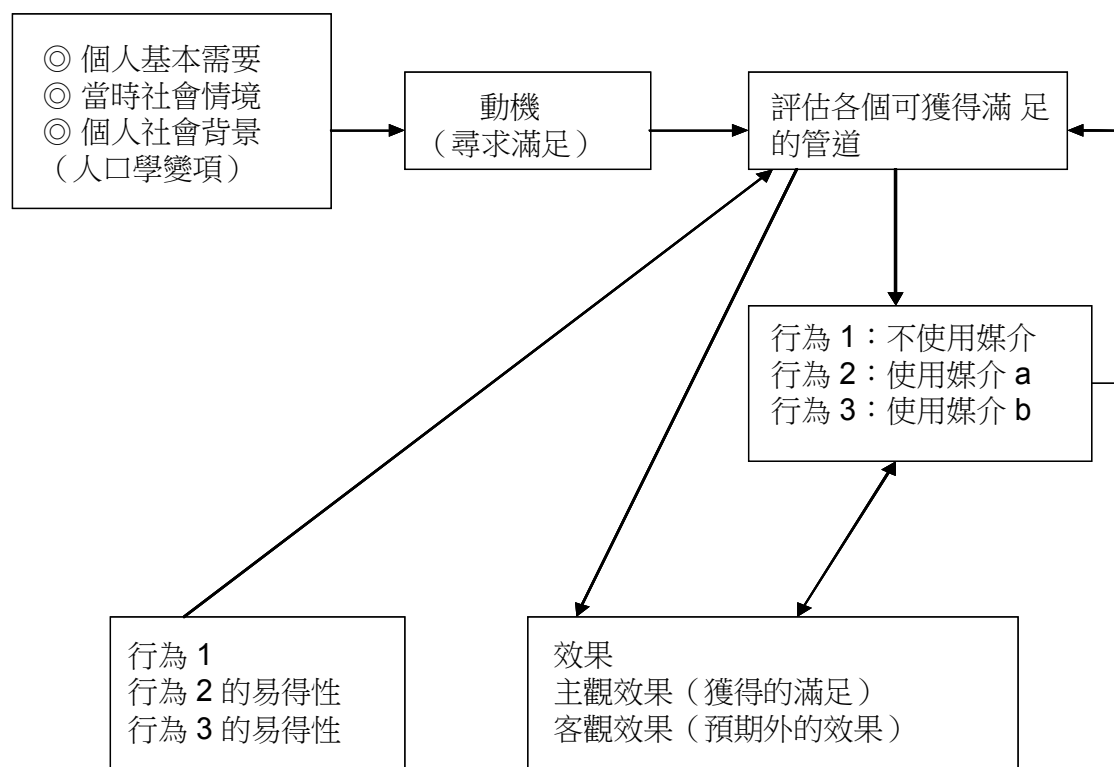 ◎ 個人基本需要
◎ 當時社會情境
◎ 個人社會背景
（人口學變項）
動機
（尋求滿足）
評估各個可獲得滿 足
的管道
行為 1：不使用媒介
行為 2：使用媒介 a
行為 3：使用媒介 b
行為 1
行為 2 的易得性
行為 3 的易得性
效果
主觀效果（獲得的滿足）
客觀效果（預期外的效果）